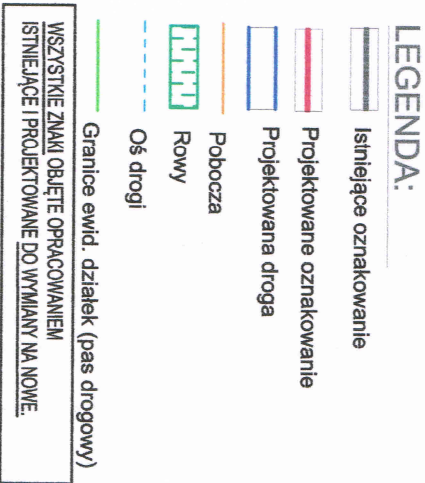 LEGENDA:
Istniejące oznakowanie
Projektowane oznakowanie
Projektowana droga
Pobocza
Rowy
Oś drogi
Granice ewid. działek (pas drogowy)
WSZYSTKIE ZNAKI OBJĘTE OPRACOWANIEM
ISTNIEJĄCE I PROJEKTOWANE DO WYMIANY NA NOWE.